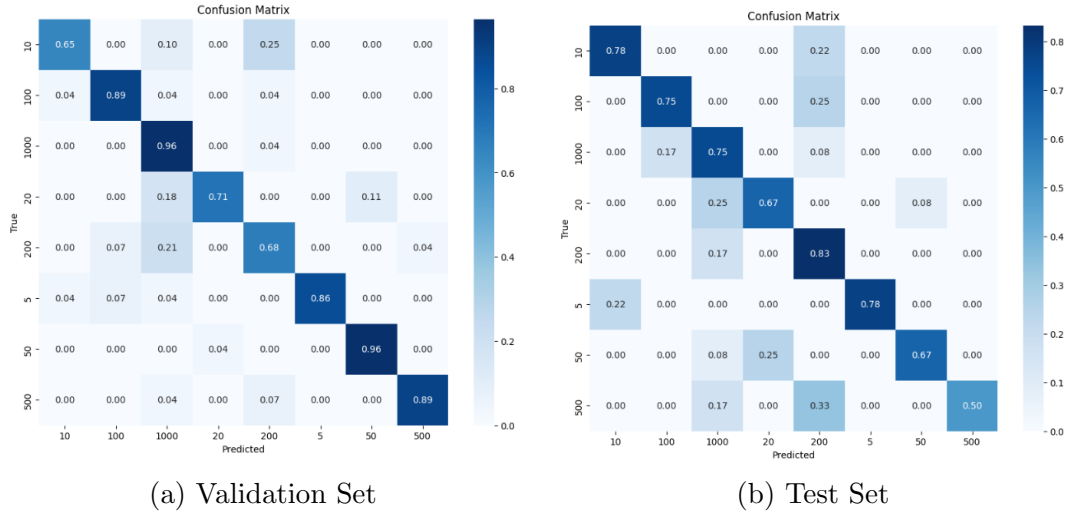 Confusion Matrix
10 0.65 0.00 0.10 0.00 0.25 0.00 0.00 0.00
100 0.04 0.89 0.04 0.00 0.04 0.00 0.00 0.00
1000 0.00 0.00 0.96 0.00 0.04 0.00 0.00 0.00
20 0.00 0.00 0.18 0.71 0.00 0.00 0.11 0.00
200 0.00 0.07 0.21 0.00 0.68 0.00 0.00 0.04
5 0.04 0.07 0.04 0.00 0.00 0.86 0.00 0.00
50 0.00 0.00 0.00 0.04 0.00 0.00 0.96 0.00
500 0.00 0.00 0.04 0.00 0.07 0.00 0.00 0.89
10 100 1000 20 200 5 50 500
True
Predicted
0.8
0.6
0.4
0.2
0.0
(a) Validation Set
Confusion Matrix
10 0.78 0.00 0.00 0.00 0.22 0.00 0.00 0.00
100 0.00 0.75 0.00 0.00 0.25 0.00 0.00 0.00
1000 0.00 0.17 0.75 0.00 0.08 0.00 0.00 0.00
20 0.00 0.00 0.25 0.67 0.00 0.00 0.08 0.00
200 0.00 0.00 0.17 0.00 0.83 0.00 0.00 0.00
5 0.22 0.00 0.00 0.00 0.00 0.78 0.00 0.00
50 0.00 0.00 0.08 0.25 0.00 0.00 0.67 0.00
500 0.00 0.00 0.17 0.00 0.33 0.00 0.00 0.50
10 100 1000 20 200 5 50 500
True
Predicted
0.8
0.7
0.6
0.5
0.4
0.3
0.2
0.1
0.0
(b) Test Set